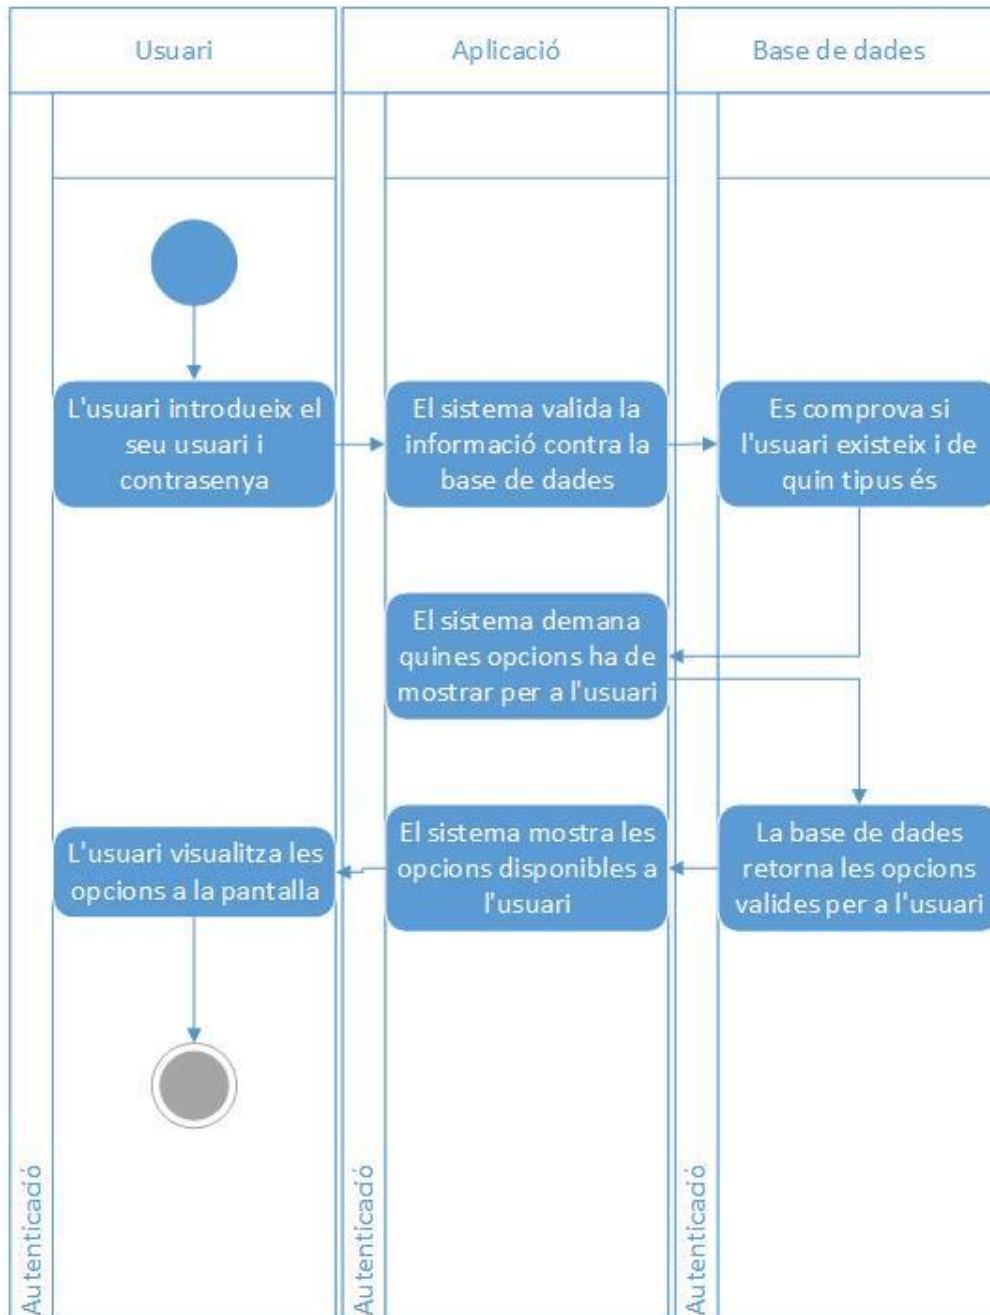 Usuari
Aplicació
Base de dades
L'usuari introdueix el
seu usuari i
contrasenya
El sistema valida la
informació contra la
base de dades
Es comprova si
l'usuari existeix i de
quin tipus és
El sistema demana
quines opcions ha de
mostrar per a l'usuari
La base de dades
retorna les opcions
valides per a l'usuari
El sistema mostra les
opcions disponibles a
l'usuari
L'usuari visualitza les
opcions a la pantalla
Autenticadó
Autenticadó
Autenticadó